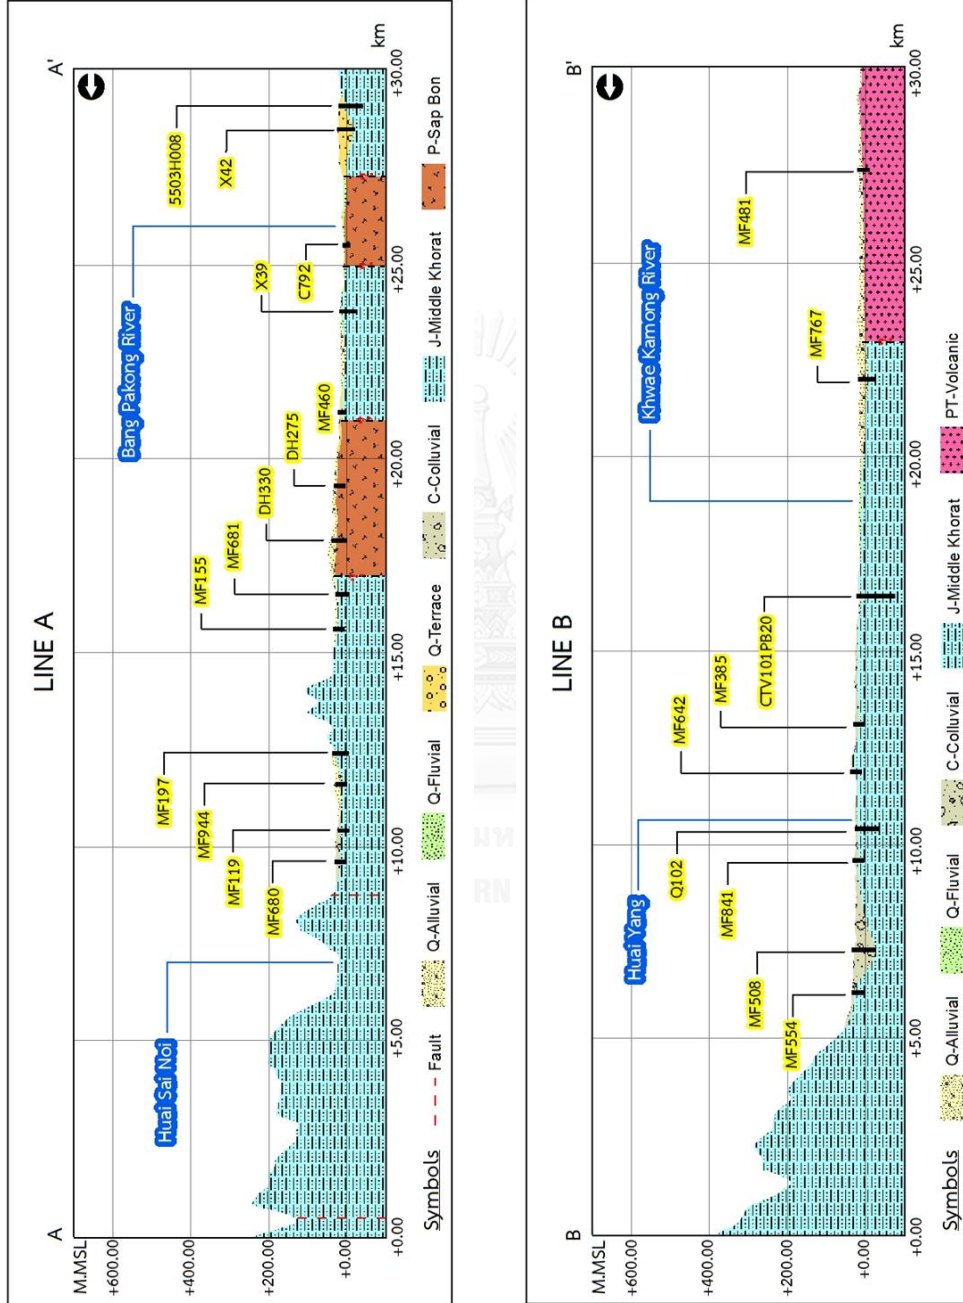 LINE A
A
A'
M.MSL
+600.00
+400.00
+200.00
+0.00
Huai Sai Noi
MF680
MF119
MF944
MF197
MF155
MF681
DH330
DH275
MF460
Bang Pakong River
X39
C792
X42
5503H008
+0.00
+5.00
+10.00
+15.00
+20.00
+25.00
+30.00
km
Symbols
Fault
Q-Alluvial
Q-Fluvial
Q-Terrace
C-Colluvial
J-Middle Khorat
P-Sap Bon
LINE B
B
B'
M.MSL
+600.00
+400.00
+200.00
+0.00
MF554
MF508
MF841
Q102
Huai Yang
MF642
MF385
CTV101PB20
Khwae Kamong River
MF767
MF481
+0.00
+5.00
+10.00
+15.00
+20.00
+25.00
+30.00
km
Symbols
Q-Alluvial
Q-Fluvial
C-Colluvial
J-Middle Khorat
PT-Volcanic